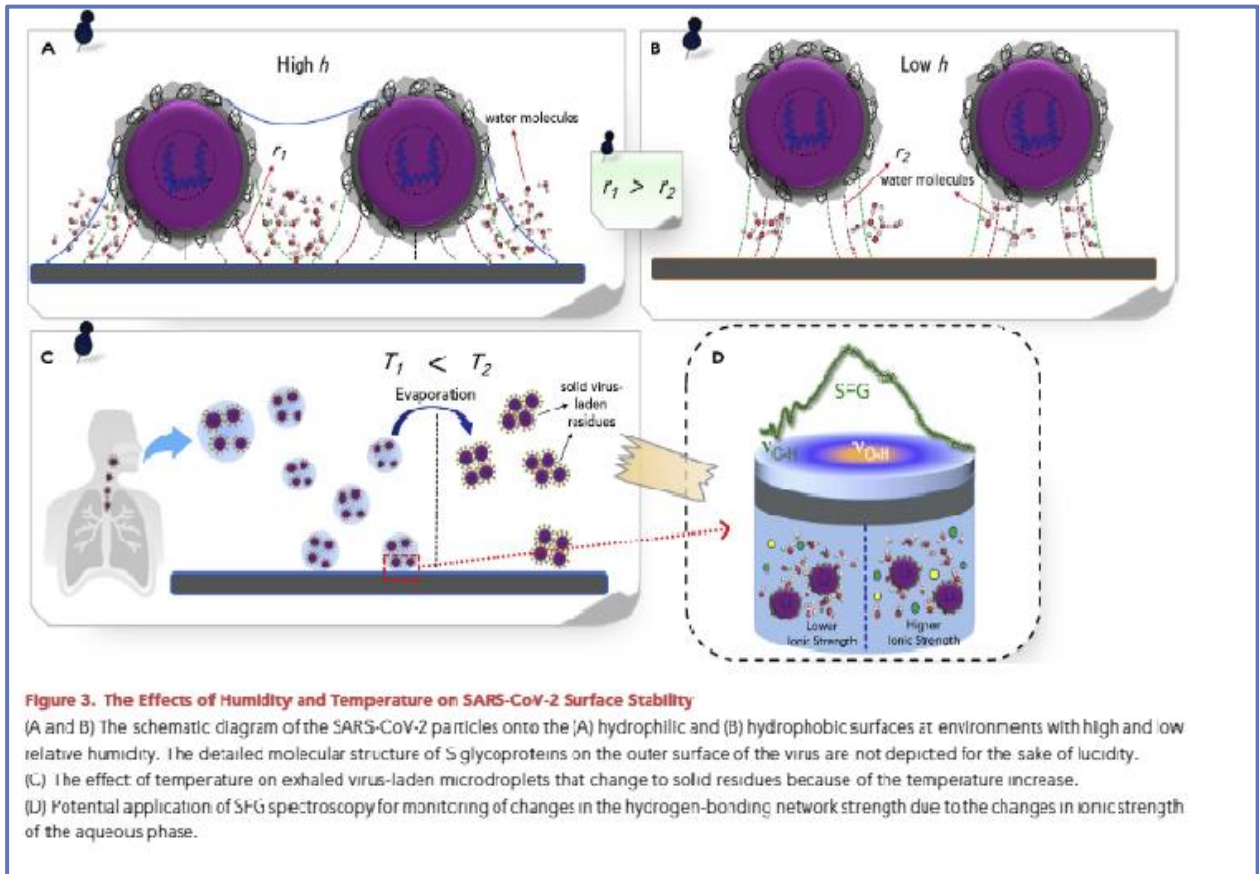 A
High h
water molecules
r₁
r₁ > r₂
B
Low h
r₂
water molecules
C
T₁ < T₂
Evaporation
solid virus-
laden
residues
D
SFG
νO-H
νO-H
Lower
Ionic Strength
Higher
Ionic Strength
Figure 3. The Effects of Humidity and Temperature on SARS-CoV-2 Surface Stability
(A and B) The schematic diagram of the SARS-CoV-2 particles onto the (A) hydrophilic and (B) hydrophobic surfaces at environments with high and low
relative humidity. The detailed molecular structure of S glycoproteins on the outer surface of the virus are not depicted for the sake of lucidity.
(C) The effect of temperature on exhaled virus-laden microdroplets that change to solid residues because of the temperature increase.
(D) Potential application of SFG spectroscopy for monitoring of changes in the hydrogen-bonding network strength due to the changes in ionic strength
of the aqueous phase.